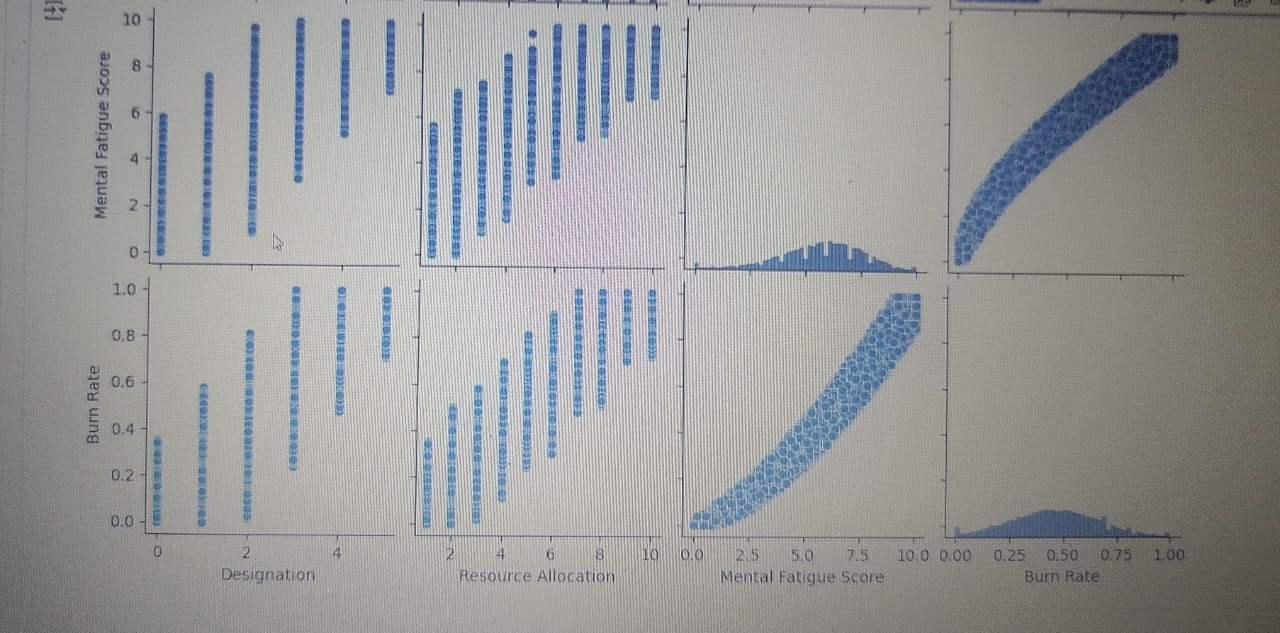 Mental Fatigue Score
10
8
6
4
2
0
Burn Rate
1.0
0.8
0.6
0.4
0.2
0.0
0 2 4
2 4 6 8 10
0.0 2.5 5.0 7.5 10.0
0.00 0.25 0.50 0.75 1.00
Designation
Resource Allocation
Mental Fatigue Score
Burn Rate